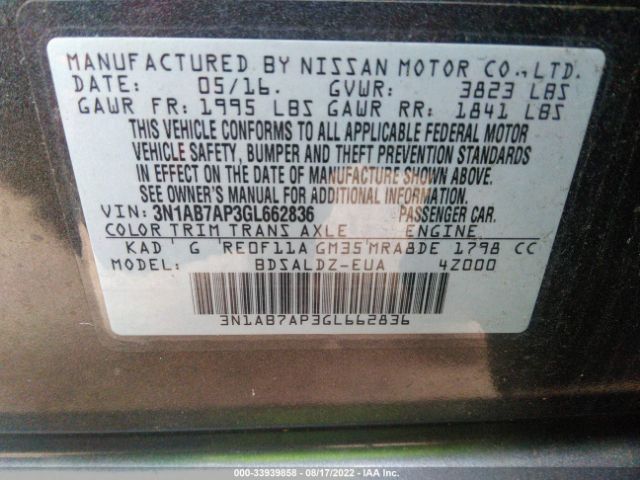 MANUFACTURED BY NISSAN MOTOR CO., LTD.
DATE: 05/16. GVWR: 3823 LBS
GAWR FR: 1995 LBS GAWR RR: 1841 LBS
THIS VEHICLE CONFORMS TO ALL APPLICABLE FEDERAL MOTOR
VEHICLE SAFETY, BUMPER AND THEFT PREVENTION STANDARDS
IN EFFECT ON THE DATE OF MANUFACTURE SHOWN ABOVE.
SEE OWNER'S MANUAL FOR ADDITIONAL INFORMATION.
VIN: 3N1AB7AP3GL662836 PASSENGER CAR.
COLOR TRIM TRANS AXLE ENGINE
KAD G RE0F11A GM35 MRA8DE 1798 CC
MODEL: BDSALDZ-EUA 4Z000
3N1AB7AP3GL662836
000-33939858 - 08/17/2022 - IAA Inc.